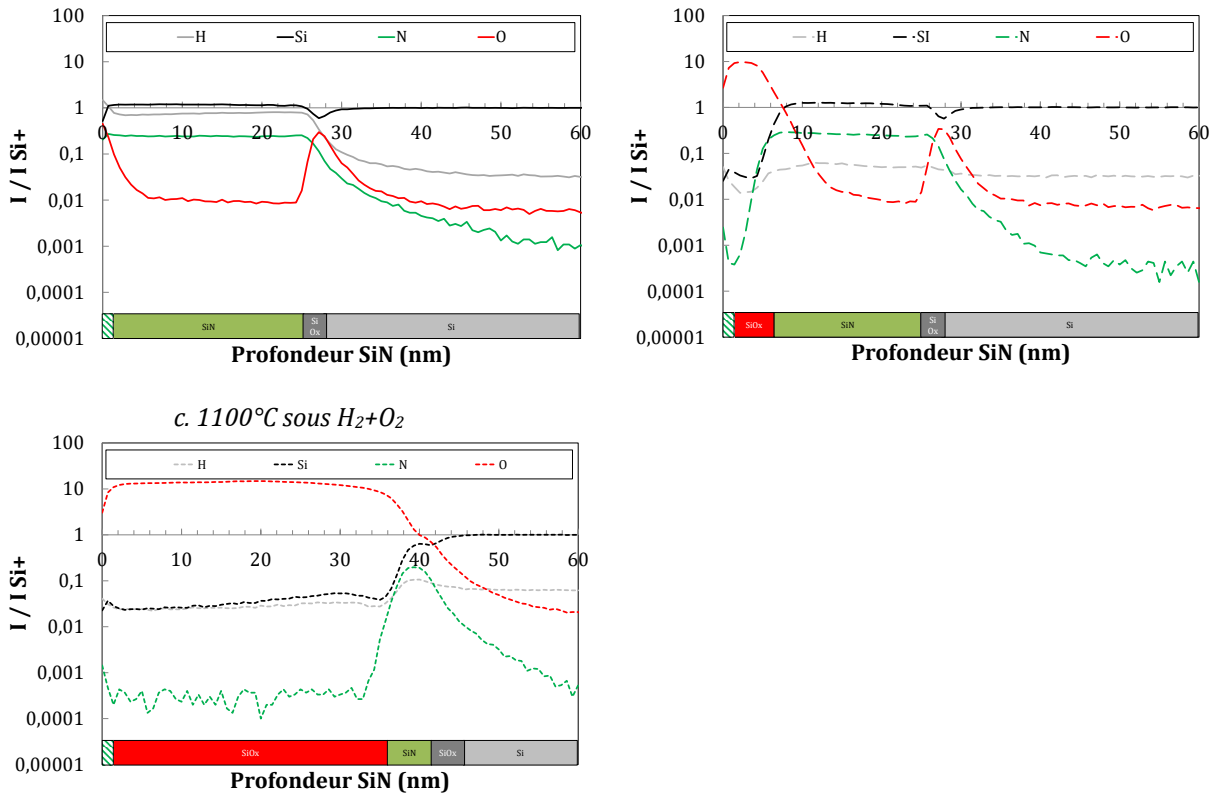 100
H Si N O
10
1
0 10 20 30 40 50 60
0,1
0,01
0,001
0,0001
0,00001
I / I Si+
SiN Si Ox Si
Profondeur SiN (nm)
100
H SI N O
10
1
0 10 20 30 40 50 60
0,1
0,01
0,001
0,0001
0,00001
I / I Si+
SiOx SiN Si Ox Si
Profondeur SiN (nm)
c. 1100°C sous H₂+O₂
100
H Si N O
10
1
0 10 20 30 40 50 60
0,1
0,01
0,001
0,0001
0,00001
I / I Si+
SiOx SiN SiOx Si
Profondeur SiN (nm)